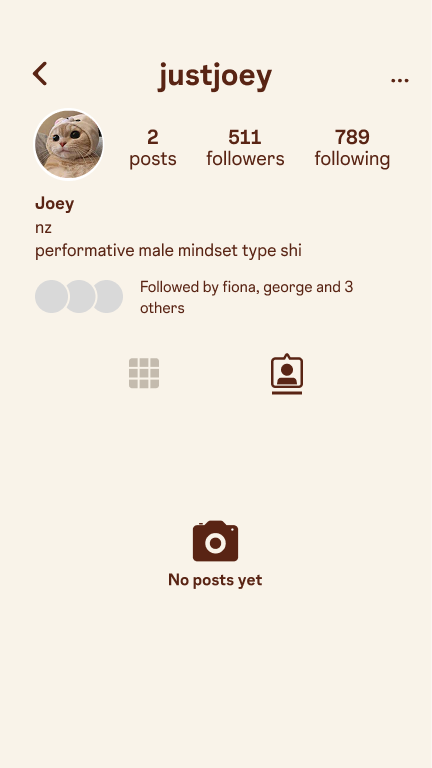 justjoey
...
2 511 789
posts followers following
Joey
nz
performative male mindset type shi
Followed by fiona, george and 3
others
No posts yet